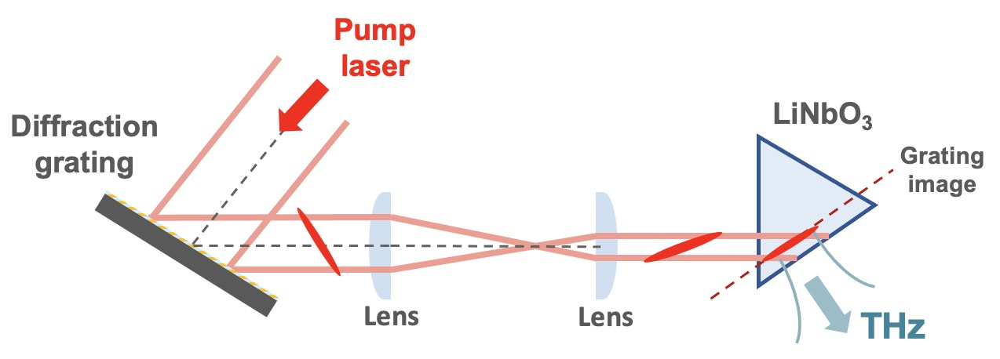 Pump
laser
Diffraction
grating
LiNbO₃
Grating
image
Lens
Lens
THz